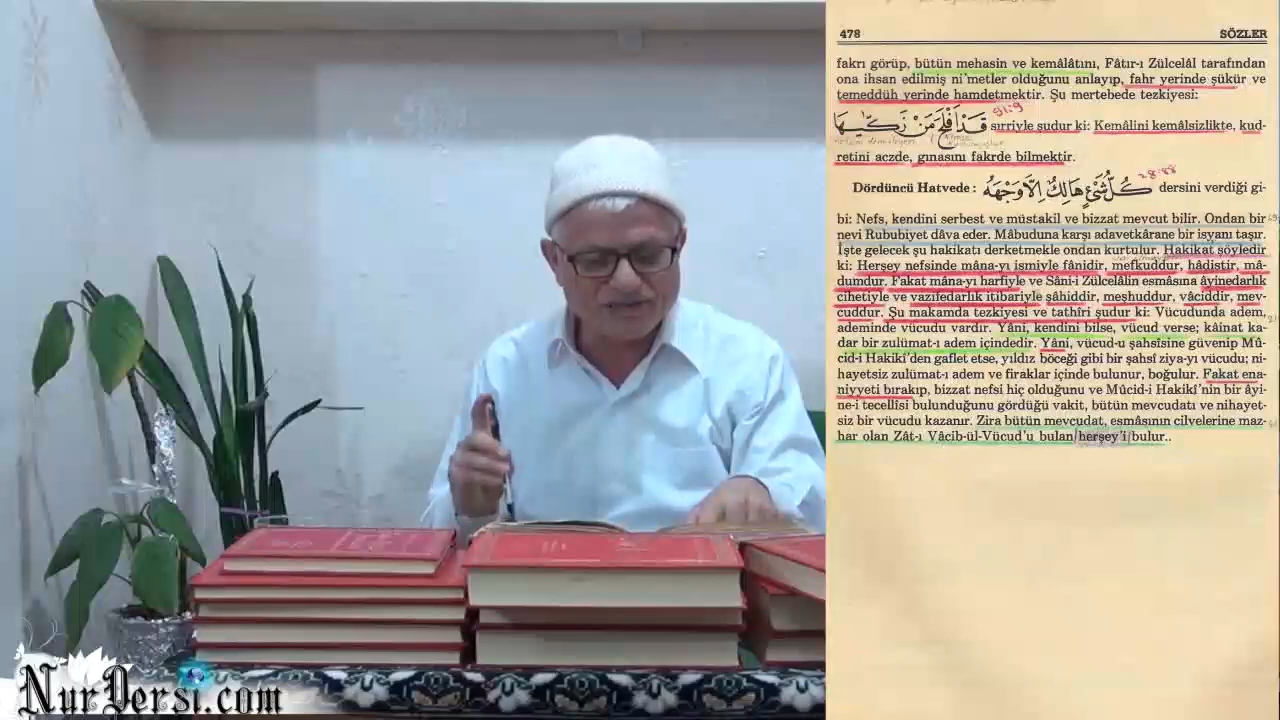 478 SÖZLER
fakrı görüp, bütün mehasin ve kemâlâtını, Fâtır-ı Zülcelâl tarafından
ona ihsan edilmiş ni'metler olduğunu anlayıp, fahr yerinde şükür ve
temeddüh yerinde hamdetmektir. Şu mertebede tezkiyesi:
91:9
قَدْ اَفْلَحَ مَنْ زَكّٰيهَا sırriyle şudur ki: Kemâlini kemâlsizlikte, kud-
retini aczde, gınasını fakrde bilmektir.
28:88
Dördüncü Hatvede: كُلُّ شَيْءٍ هَالِكٌ اِلَّا وَجْهَهُ dersini verdiği gi-
bi: Nefs, kendini serbest ve müstakil ve bizzat mevcut bilir. Ondan bir
nevi Rububiyet dâva eder. Mâbuduna karşı adavetkârane bir isyanı taşır.
İşte gelecek şu hakikatı derketmekle ondan kurtulur. Hakikat şöyledir
ki: Herşey nefsinde mâna-yı ismiyle fânidir, mefkuddur, hâdistir, mâ-
dumdur. Fakat mâna-yı harfiyle ve Sâni-i Zülcelâlin esmâsına âyinedarlık
cihetiyle ve vazifedarlık itibariyle şâhiddir, meşhuddur, vâciddir, mev-
cuddur. Şu makamda tezkiyesi ve tathîri şudur ki: Vücudunda adem,
ademinde vücudu vardır. Yâni, kendini bilse, vücud verse; kâinat ka-
dar bir zulümat-ı adem içindedir. Yâni, vücud-u şahsîsine güvenip Mû-
cid-i Hakikî'den gaflet etse, yıldız böceği gibi bir şahsî ziya-yı vücudu; ni-
hayetsiz zulümat-ı adem ve firaklar içinde bulunur, boğulur. Fakat ena-
niyyeti bırakıp, bizzat nefsi hiç olduğunu ve Mûcid-i Hakikî'nin bir âyi-
ne-i tecellîsi bulunduğunu gördüğü vakit, bütün mevcudatı ve nihayet-
siz bir vücudu kazanır. Zira bütün mevcudat, esmâsının cilvelerine maz-
har olan Zât-ı Vâcib-ül-Vücud'u bulan herşey'i bulur..
NurDersi.com